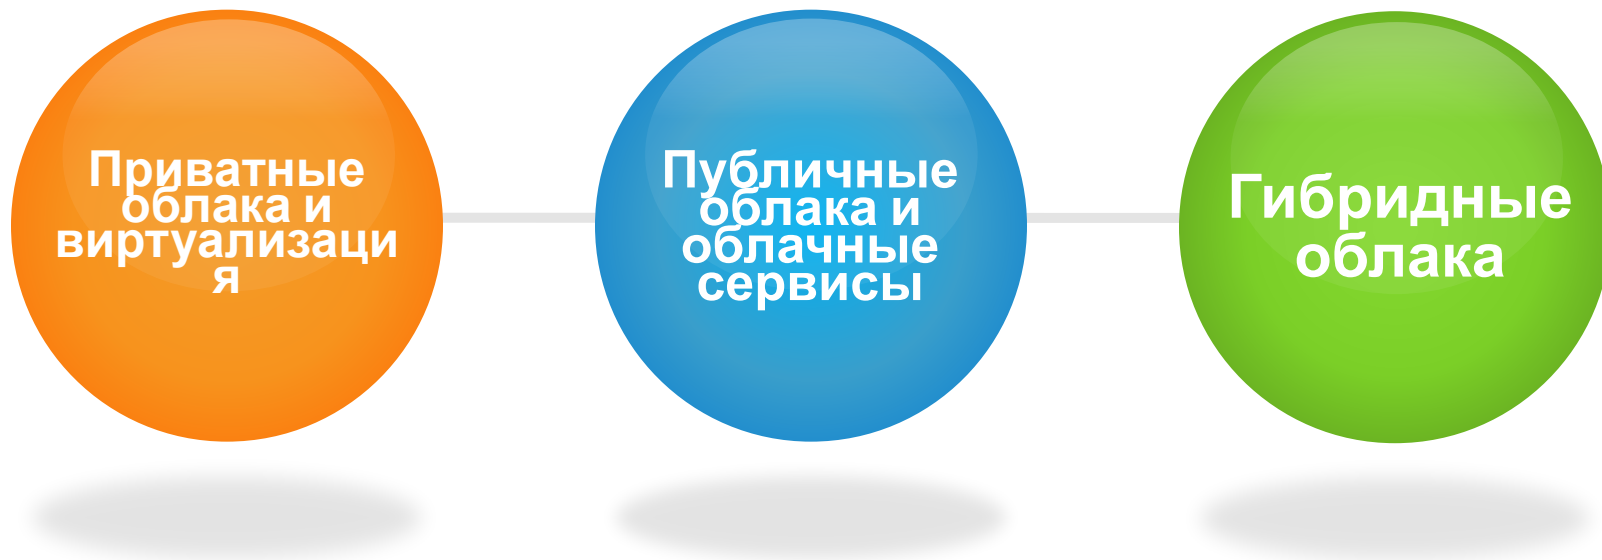 Приватные
облака и
виртуализаци
я
Публичные
облака и
облачные
сервисы
Гибридные
облака